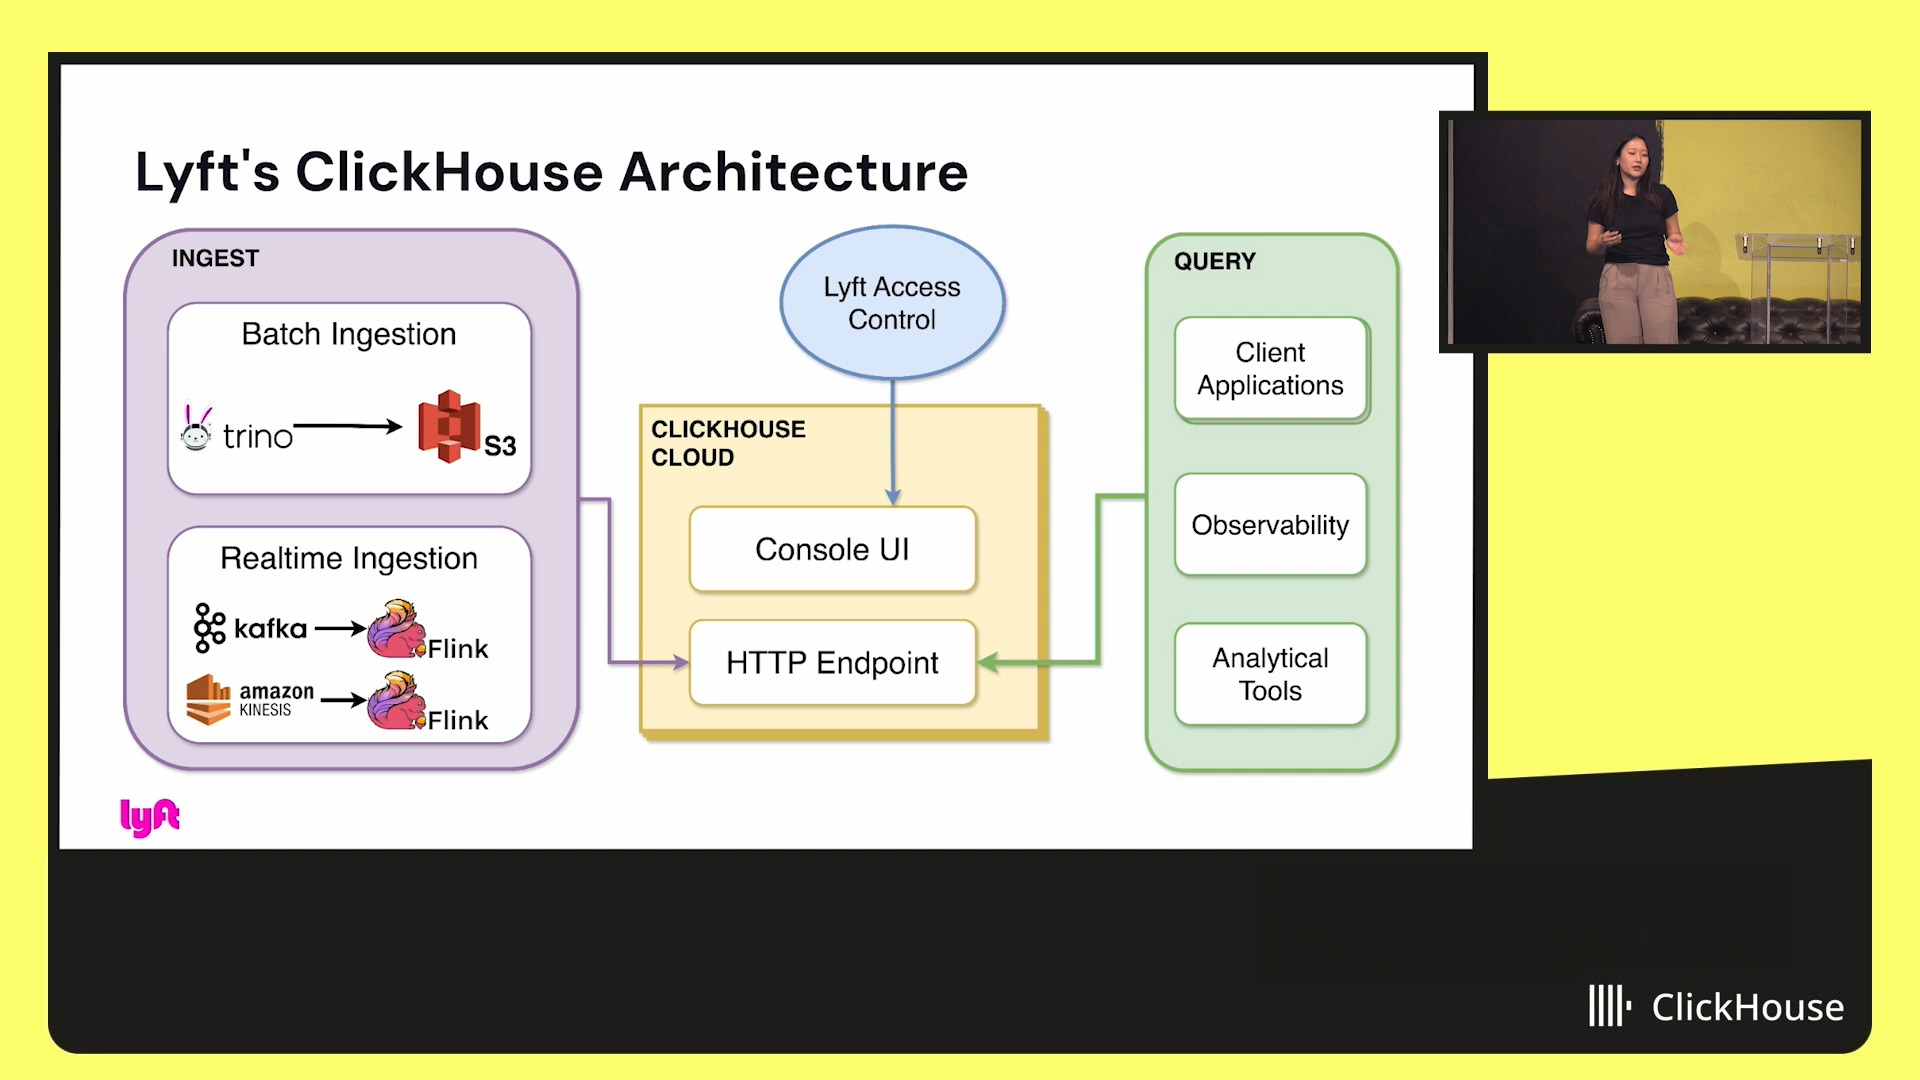 Lyft's ClickHouse Architecture
INGEST
Batch Ingestion
trino
S3
Realtime Ingestion
kafka
Flink
amazon
KINESIS
Flink
Lyft Access
Control
CLICKHOUSE
CLOUD
Console UI
HTTP Endpoint
QUERY
Client
Applications
Observability
Analytical
Tools
lyft
ClickHouse